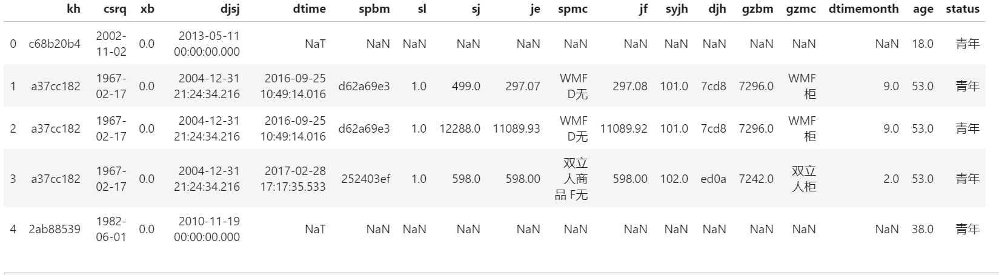 kh csrq xb djsj dtime spbm sl sj je spmc jf syjh djh gzbm gzmc dtimemonth age status
0 c68b20b4 2002-11-02 0.0 2013-05-11 00:00:00.000 NaT NaN NaN NaN NaN NaN NaN NaN NaN NaN NaN NaN 18.0 青年
1 a37cc182 1967-02-17 0.0 2004-12-31 21:24:34.216 2016-09-25 10:49:14.016 d62a69e3 1.0 499.0 297.07 WMF D无 297.08 101.0 7cd8 7296.0 WMF柜 9.0 53.0 青年
2 a37cc182 1967-02-17 0.0 2004-12-31 21:24:34.216 2016-09-25 10:49:14.016 d62a69e3 1.0 12288.0 11089.93 WMF D无 11089.92 101.0 7cd8 7296.0 WMF柜 9.0 53.0 青年
3 a37cc182 1967-02-17 0.0 2004-12-31 21:24:34.216 2017-02-28 17:17:35.533 252403ef 1.0 598.0 598.00 双立人商品 F无 598.00 102.0 ed0a 7242.0 双立人柜 2.0 53.0 青年
4 2ab88539 1982-06-01 0.0 2010-11-19 00:00:00.000 NaT NaN NaN NaN NaN NaN NaN NaN NaN NaN NaN NaN 38.0 青年